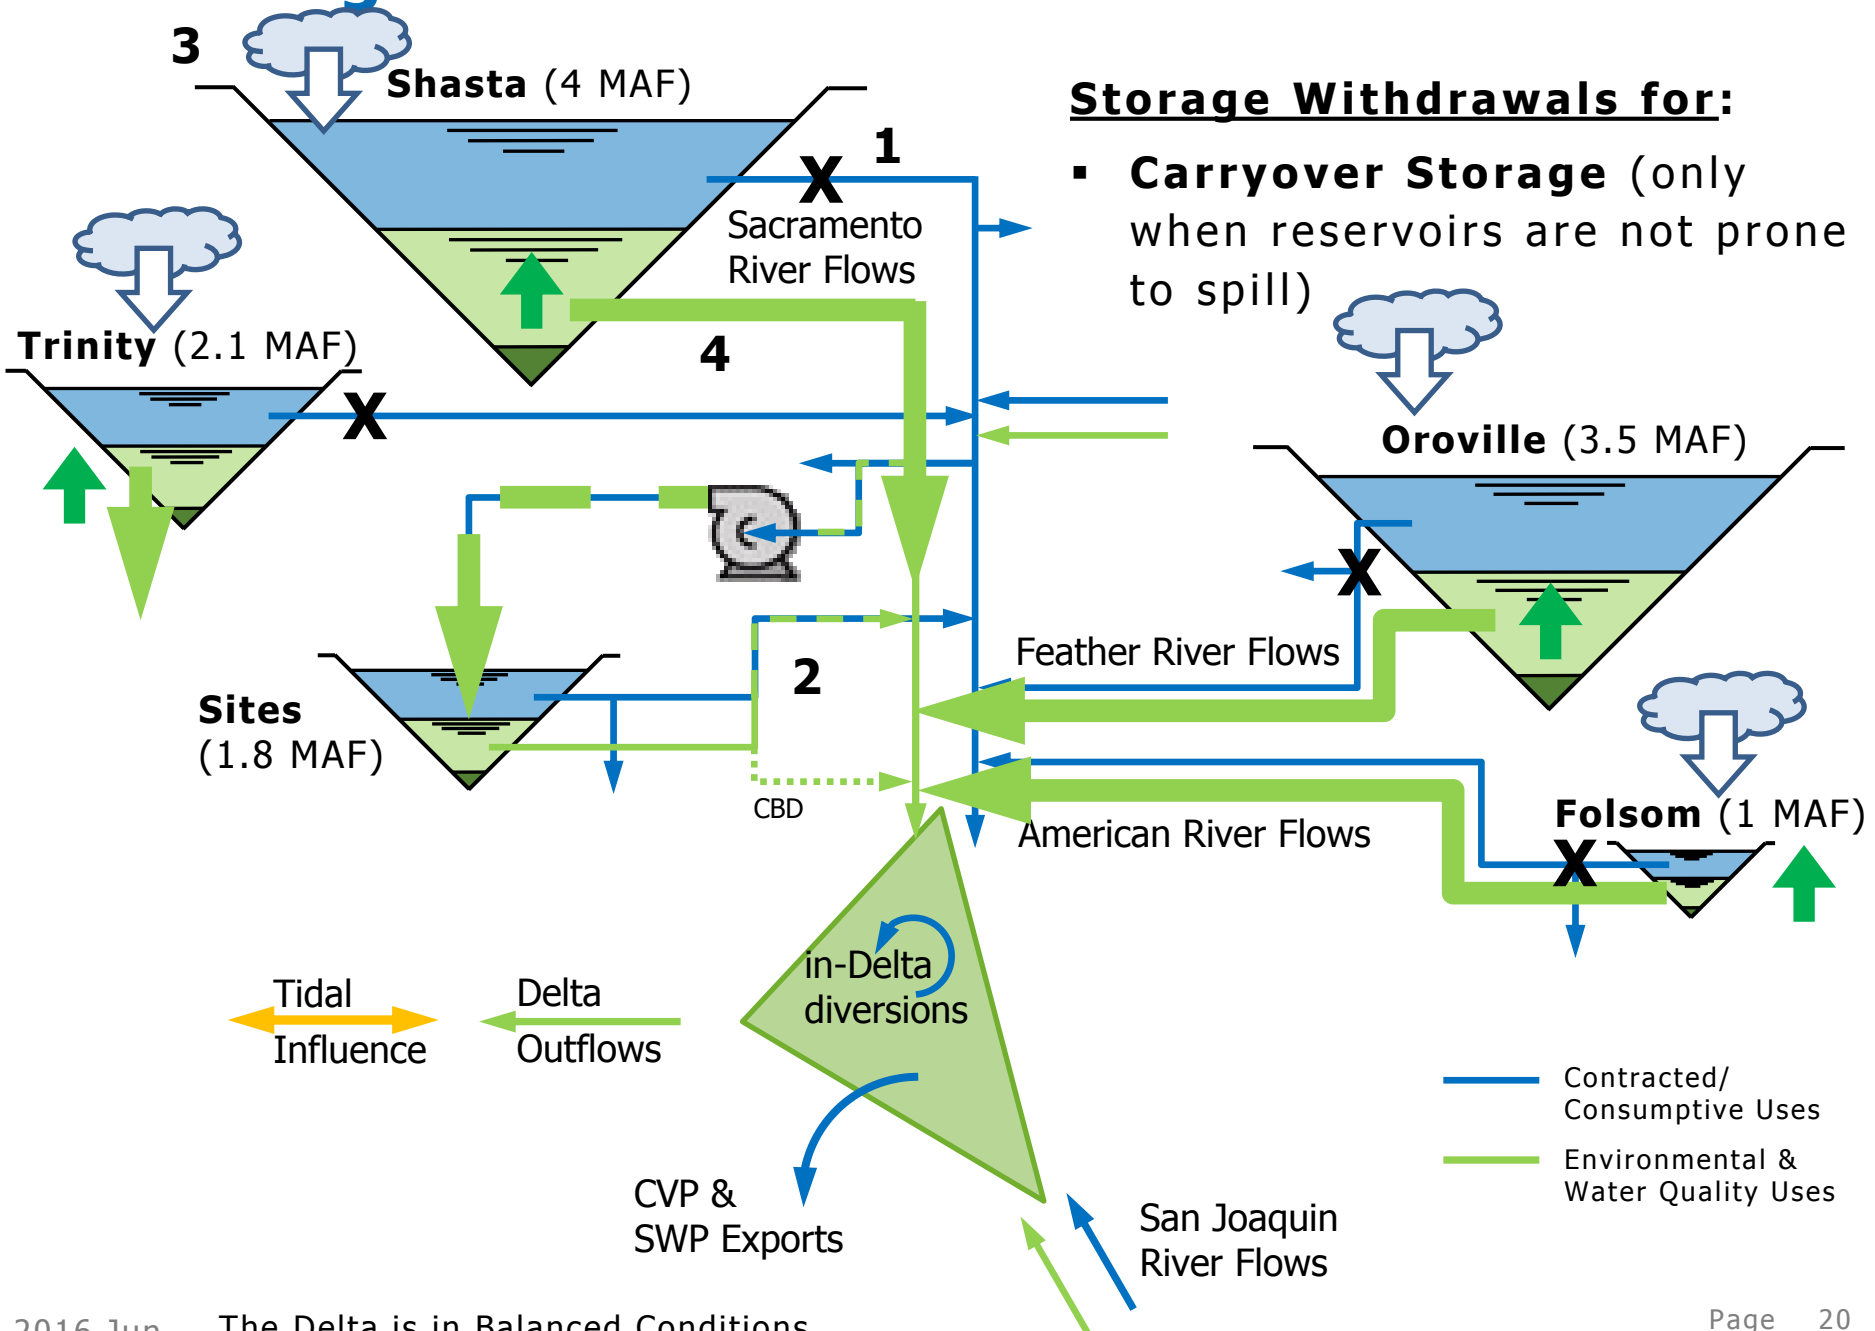 3
Shasta (4 MAF)
1
Storage Withdrawals for:
▪ Carryover Storage (only
when reservoirs are not prone
to spill)
X
Sacramento
River Flows
Trinity (2.1 MAF)
4
X
Oroville (3.5 MAF)
X
Feather River Flows
2
Sites
(1.8 MAF)
CBD
American River Flows
Folsom (1 MAF)
X
in-Delta
diversions
Tidal
Influence
Delta
Outflows
Contracted/
Consumptive Uses
Environmental &
Water Quality Uses
CVP &
SWP Exports
San Joaquin
River Flows
2016 Jun
The Delta is in Balanced Conditions
Page 20